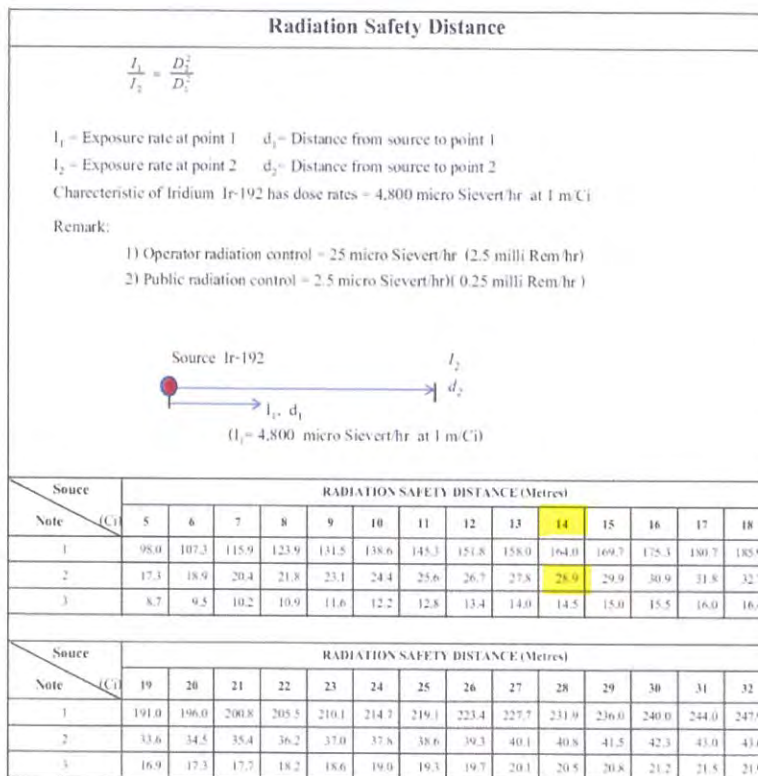 Radiation Safety Distance
I₁ / I₂ = D₂² / D₁²
I₁ = Exposure rate at point 1 d₁= Distance from source to point 1
I₂ = Exposure rate at point 2 d₂= Distance from source to point 2
Charecteristic of Iridium Ir-192 has dose rates = 4,800 micro Sievert/hr at 1 m/Ci
Remark:
1) Operator radiation control = 25 micro Sievert/hr (2.5 milli Rem/hr)
2) Public radiation control = 2.5 micro Sievert/hr)( 0.25 milli Rem/hr )
Source Ir-192 I₂
d₂
I₁, d₁
(I₁= 4,800 micro Sievert/hr at 1 m/Ci)
Souce RADIATION SAFETY DISTANCE (Metres)
Note (Ci) 5 6 7 8 9 10 11 12 13 14 15 16 17 18
1 98.0 107.3 115.9 123.9 131.5 138.6 145.3 151.8 158.0 164.0 169.7 175.3 180.7
2 17.3 18.9 20.4 21.8 23.1 24.4 25.6 26.7 27.8 28.9 29.9 30.9 31.8
3 8.7 9.5 10.2 10.9 11.6 12.2 12.8 13.4 14.0 14.5 15.0 15.5 16.0
Souce RADIATION SAFETY DISTANCE (Metres)
Note (Ci) 19 20 21 22 23 24 25 26 27 28 29 30 31 32
1 191.0 196.0 200.8 205.5 210.1 214.7 219.1 223.4 227.7 231.9 236.0 240.0 244.0
2 33.6 34.5 35.4 36.2 37.0 37.8 38.6 39.3 40.1 40.8 41.5 42.3 43.0
3 16.9 17.3 17.7 18.2 18.6 19.0 19.3 19.7 20.1 20.5 20.8 21.2 21.5